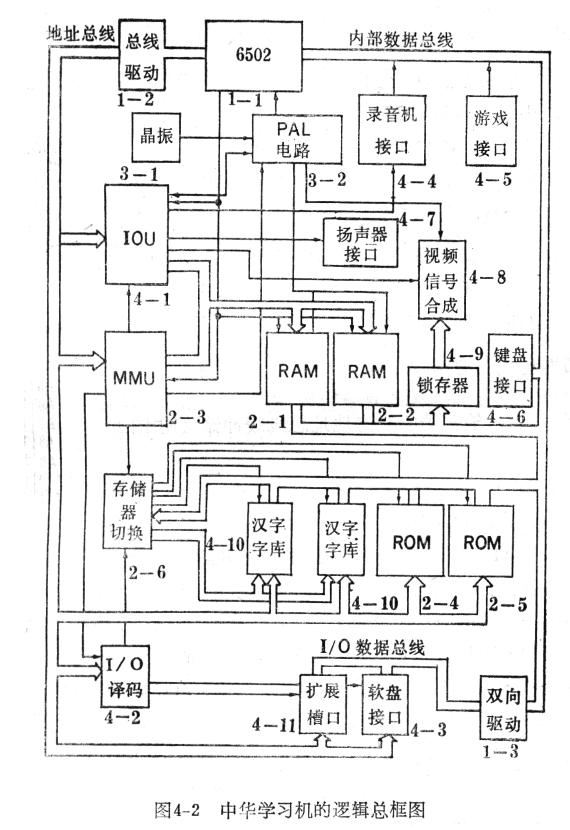 地址总线
总线
驱动
1-2
6502
1-1
内部数据总线
晶振
PAL
电路
3-2
录音机
接口
4-4
游戏
接口
4-5
3-1
IOU
4-1
4-7
扬声器
接口
视频
信号
合成
4-8
MMU
2-3
RAM
2-1
RAM
2-2
4-9
锁存器
键盘
接口
4-6
存储
器
切换
2-6
4-10
汉字
字库
汉字
字库
4-10
ROM
2-4
ROM
2-5
I/O
译码
4-2
I/O数据总线
扩展
槽口
4-11
软盘
接口
4-3
双向
驱动
1-3
图4-2 中华学习机的逻辑总框图